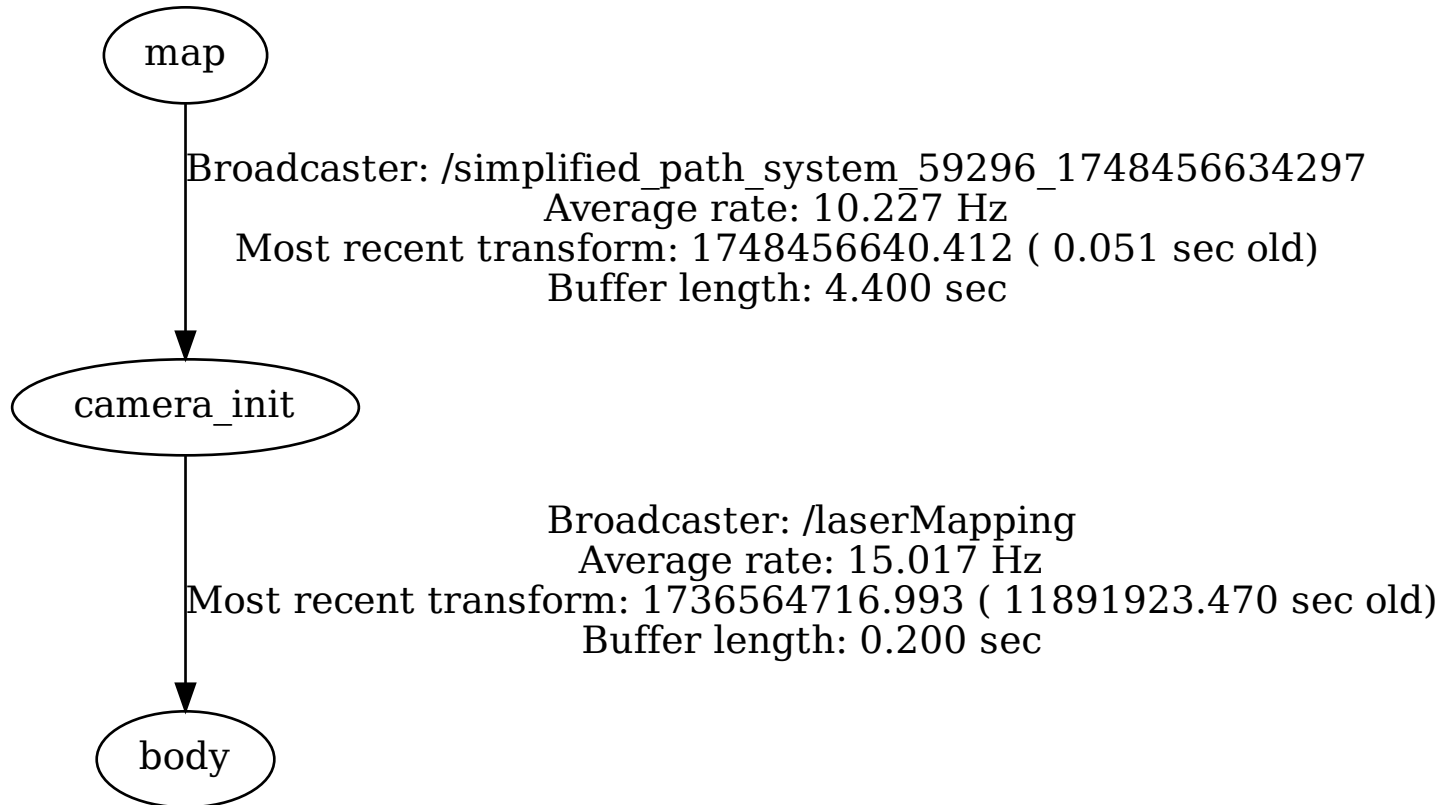 map
Broadcaster: /simplified_path_system_59296_1748456634297
Average rate: 10.227 Hz
Most recent transform: 1748456640.412 ( 0.051 sec old)
Buffer length: 4.400 sec
camera_init
Broadcaster: /laserMapping
Average rate: 15.017 Hz
Most recent transform: 1736564716.993 ( 11891923.470 sec old)
Buffer length: 0.200 sec
body